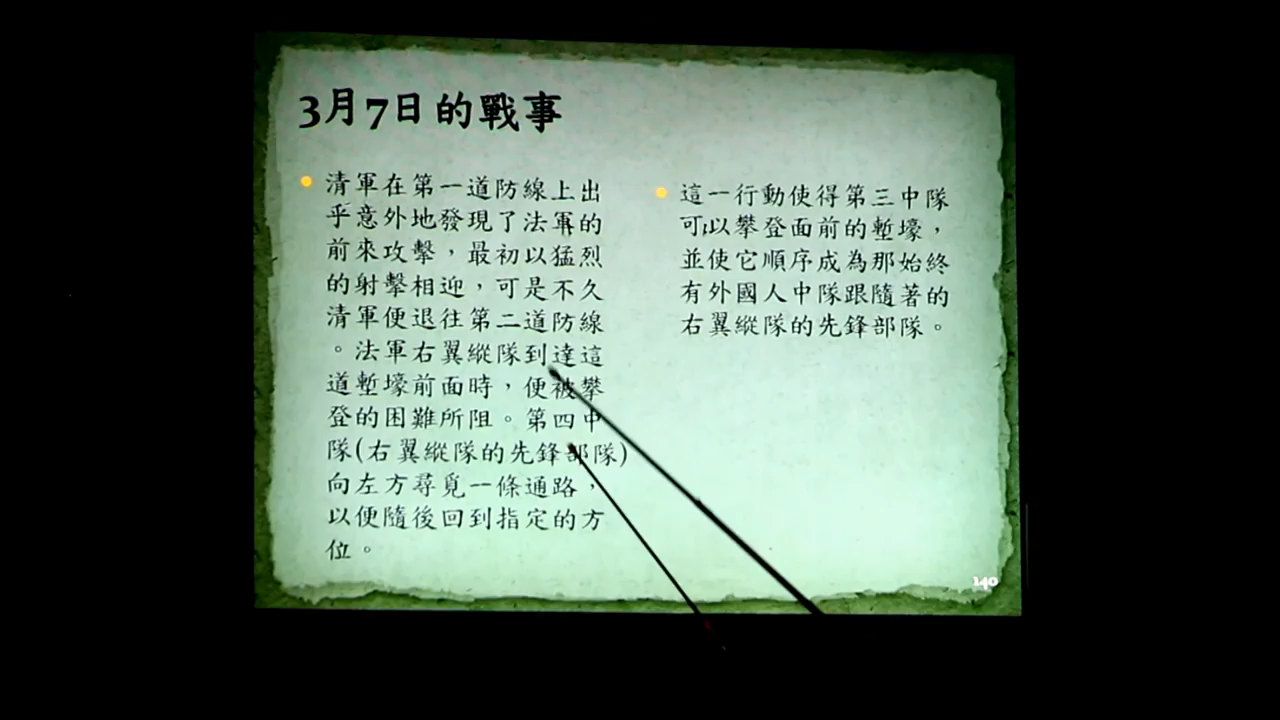 3月7日的戰事
清軍在第一道防線上出
乎意外地發現了法軍的
前來攻擊，最初以猛烈
的射擊相迎，可是不久
清軍便退往第二道防線
。法軍右翼縱隊到達這
道塹壕前面時，便被攀
登的困難所阻。第四中
隊(右翼縱隊的先鋒部隊)
向左方尋覓一條通路，
以便隨後回到指定的方
位。
這一行動使得第三中隊
可以攀登面前的塹壕，
並使它順序成為那始終
有外國人中隊跟隨著的
右翼縱隊的先鋒部隊。
140